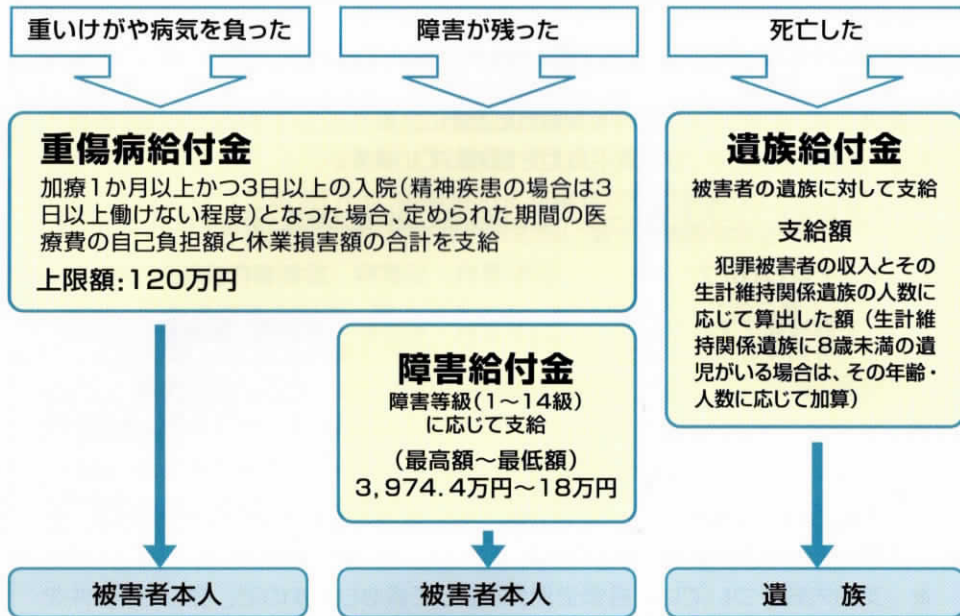 重いけがや病気を負った
障害が残った
死亡した
重傷病給付金
加療1か月以上かつ3日以上の入院(精神疾患の場合は3
日以上働けない程度)となった場合、定められた期間の医
療費の自己負担額と休業損害額の合計を支給
上限額:120万円
障害給付金
障害等級(1～14級)
に応じて支給
(最高額～最低額)
3,974.4万円～18万円
遺族給付金
被害者の遺族に対して支給
支給額
犯罪被害者の収入とその
生計維持関係遺族の人数に
応じて算出した額(生計維
持関係遺族に8歳未満の遺
児がいる場合は、その年齢・
人数に応じて加算)
被害者本人
被害者本人
遺　族